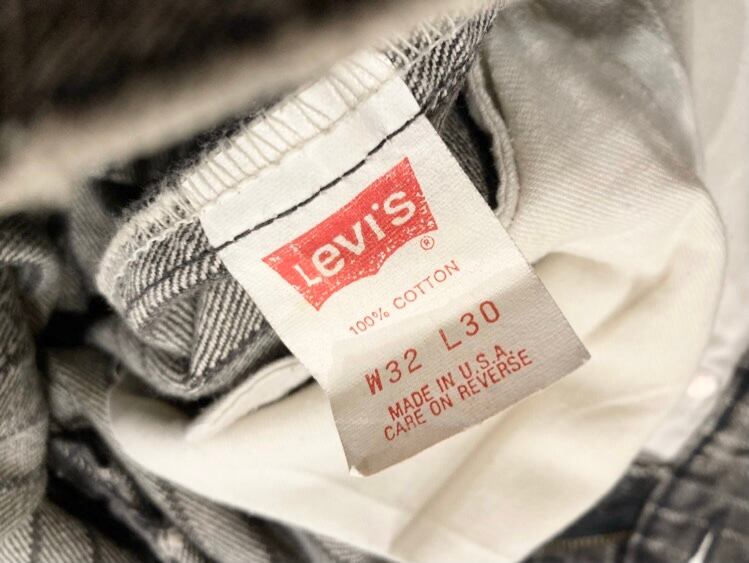 Levi's
®
100% COTTON
W32 L30
MADE IN U.S.A.
CARE ON REVERSE